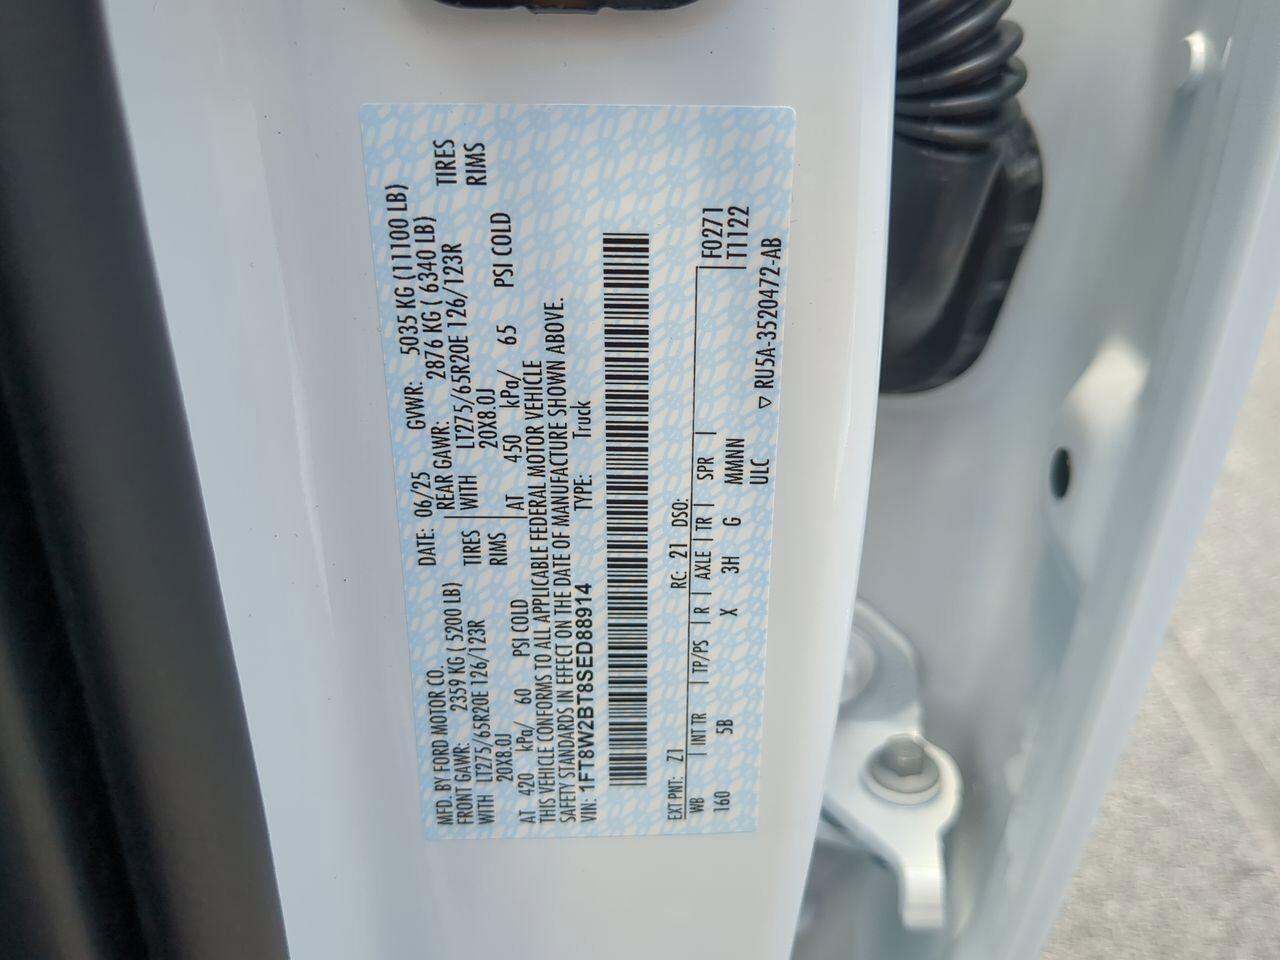 MFD. BY FORD MOTOR CO.
DATE: 06/25 GVWR: 5035 KG (11100 LB)
FRONT GAWR: 2359 KG ( 5200 LB)
REAR GAWR: 2876 KG ( 6340 LB)
WITH LT275/65R20E 126/123R TIRES
WITH LT275/65R20E 126/123R TIRES
20X8.0J RIMS
20X8.0J RIMS
AT 420 kPa/ 60 PSI COLD
AT 450 kPa/ 65 PSI COLD
THIS VEHICLE CONFORMS TO ALL APPLICABLE FEDERAL MOTOR VEHICLE
SAFETY STANDARDS IN EFFECT ON THE DATE OF MANUFACTURE SHOWN ABOVE.
VIN: 1FT8W2BT8SED88914 TYPE: Truck
EXT PNT: Z1 RC: 21 DSO:
WB INT TR TP/PS R AXLE TR SPR F0271
160 5B X 3H G MMNN T1122
ULC ▽ RU5A-3520472-AB